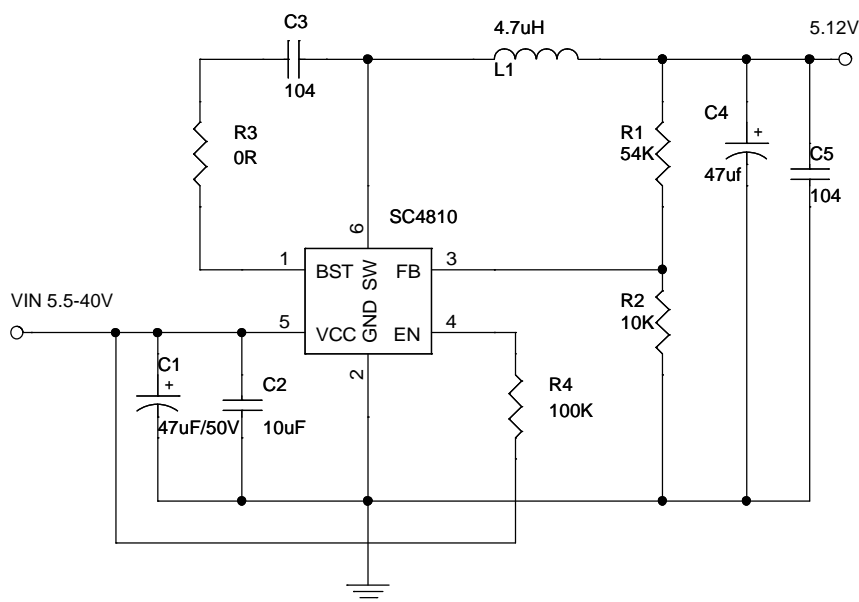 C3
104
4.7uH
L1
5.12V
R3
0R
R1
54K
C4
+
47uf
C5
104
SC4810
6
1
BST
SW
FB
3
VIN 5.5-40V
5
VCC
GND
EN
4
2
R2
10K
C1
+
47uF/50V
C2
10uF
R4
100K